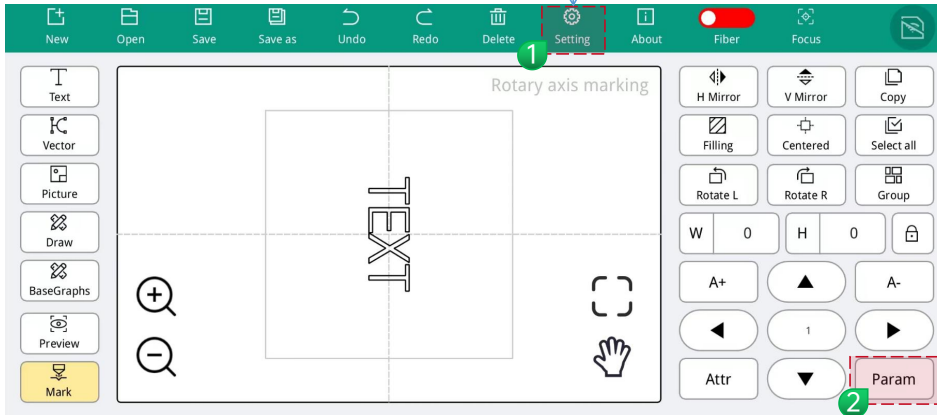 New
Open
Save
Save as
Undo
Redo
Delete
Setting
About
Fiber
Focus
1
Text
Vector
Picture
Draw
BaseGraphs
Preview
Mark
Rotary axis marking
TEXT
H Mirror
V Mirror
Copy
Filling
Centered
Select all
Rotate L
Rotate R
Group
W 0
H 0
A+
A-
1
Attr
Param
2